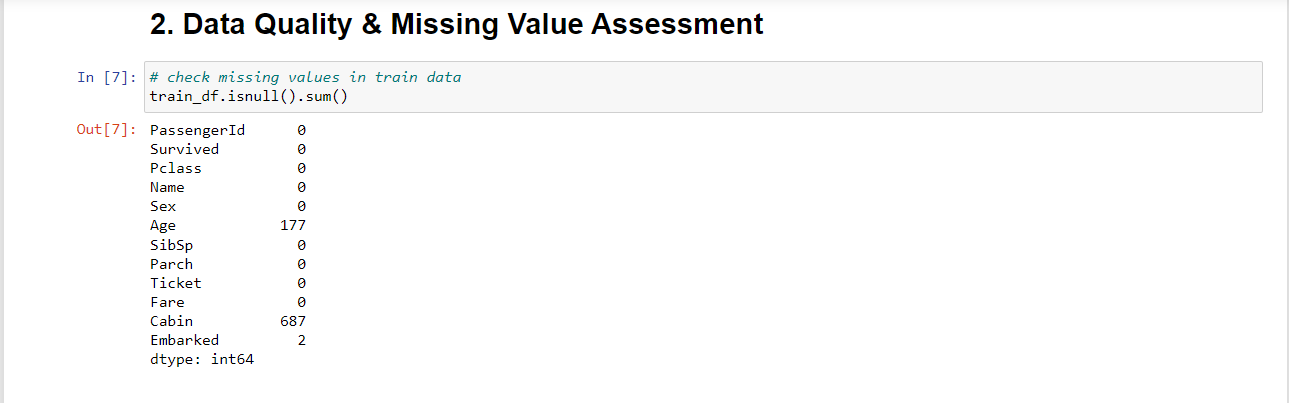 2. Data Quality & Missing Value Assessment
In [7]: # check missing values in train data
train_df.isnull().sum()
Out[7]: PassengerId 0
Survived 0
Pclass 0
Name 0
Sex 0
Age 177
SibSp 0
Parch 0
Ticket 0
Fare 0
Cabin 687
Embarked 2
dtype: int64